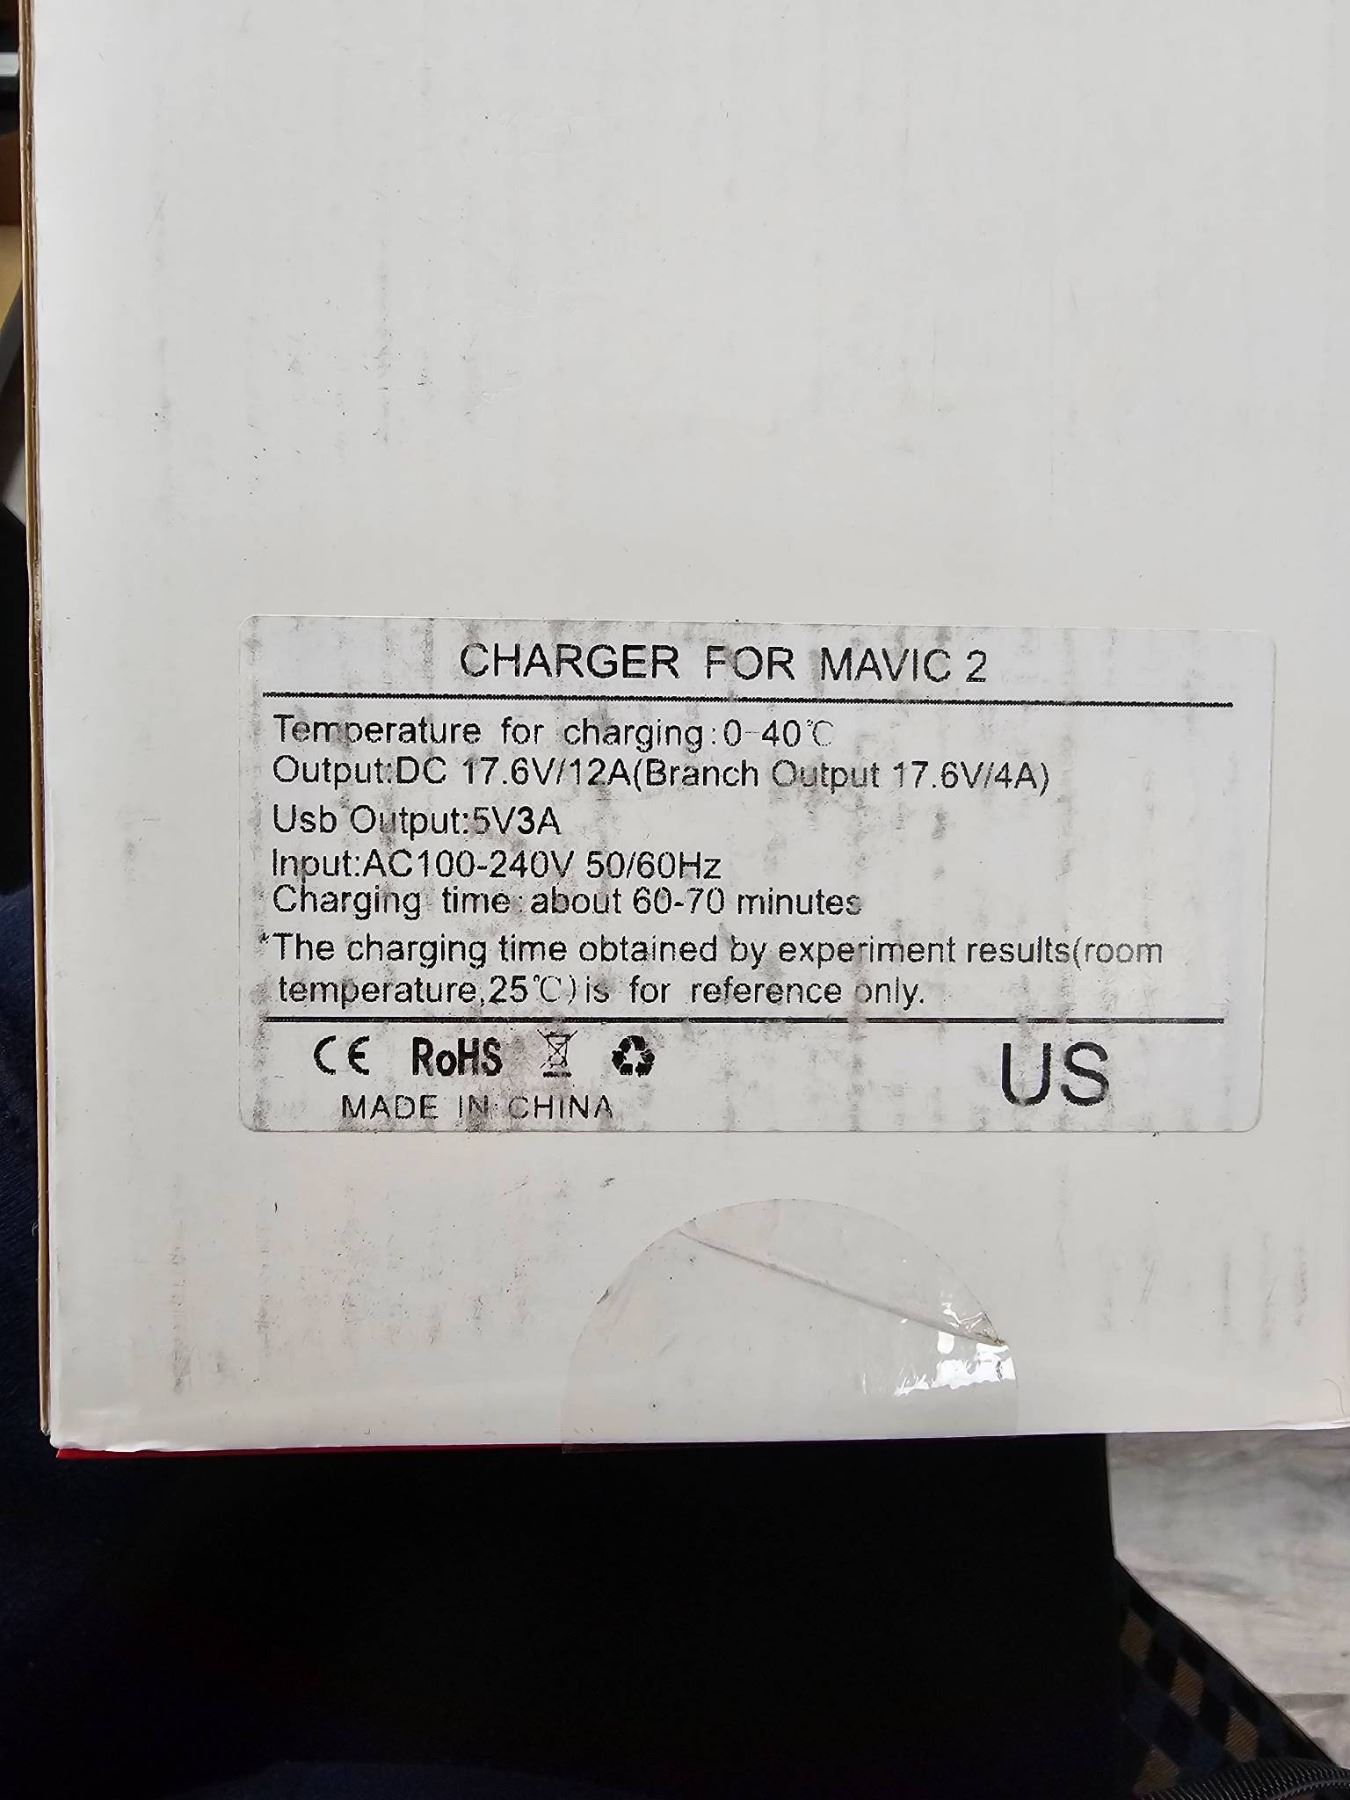 CHARGER FOR MAVIC 2
Temperature for charging:0-40℃
Output:DC 17.6V/12A(Branch Output 17.6V/4A)
Usb Output:5V3A
Input:AC100-240V 50/60Hz
Charging time:about 60-70 minutes
*The charging time obtained by experiment results(room
temperature,25℃)is for reference only.
CE RoHS
US
MADE IN CHINA